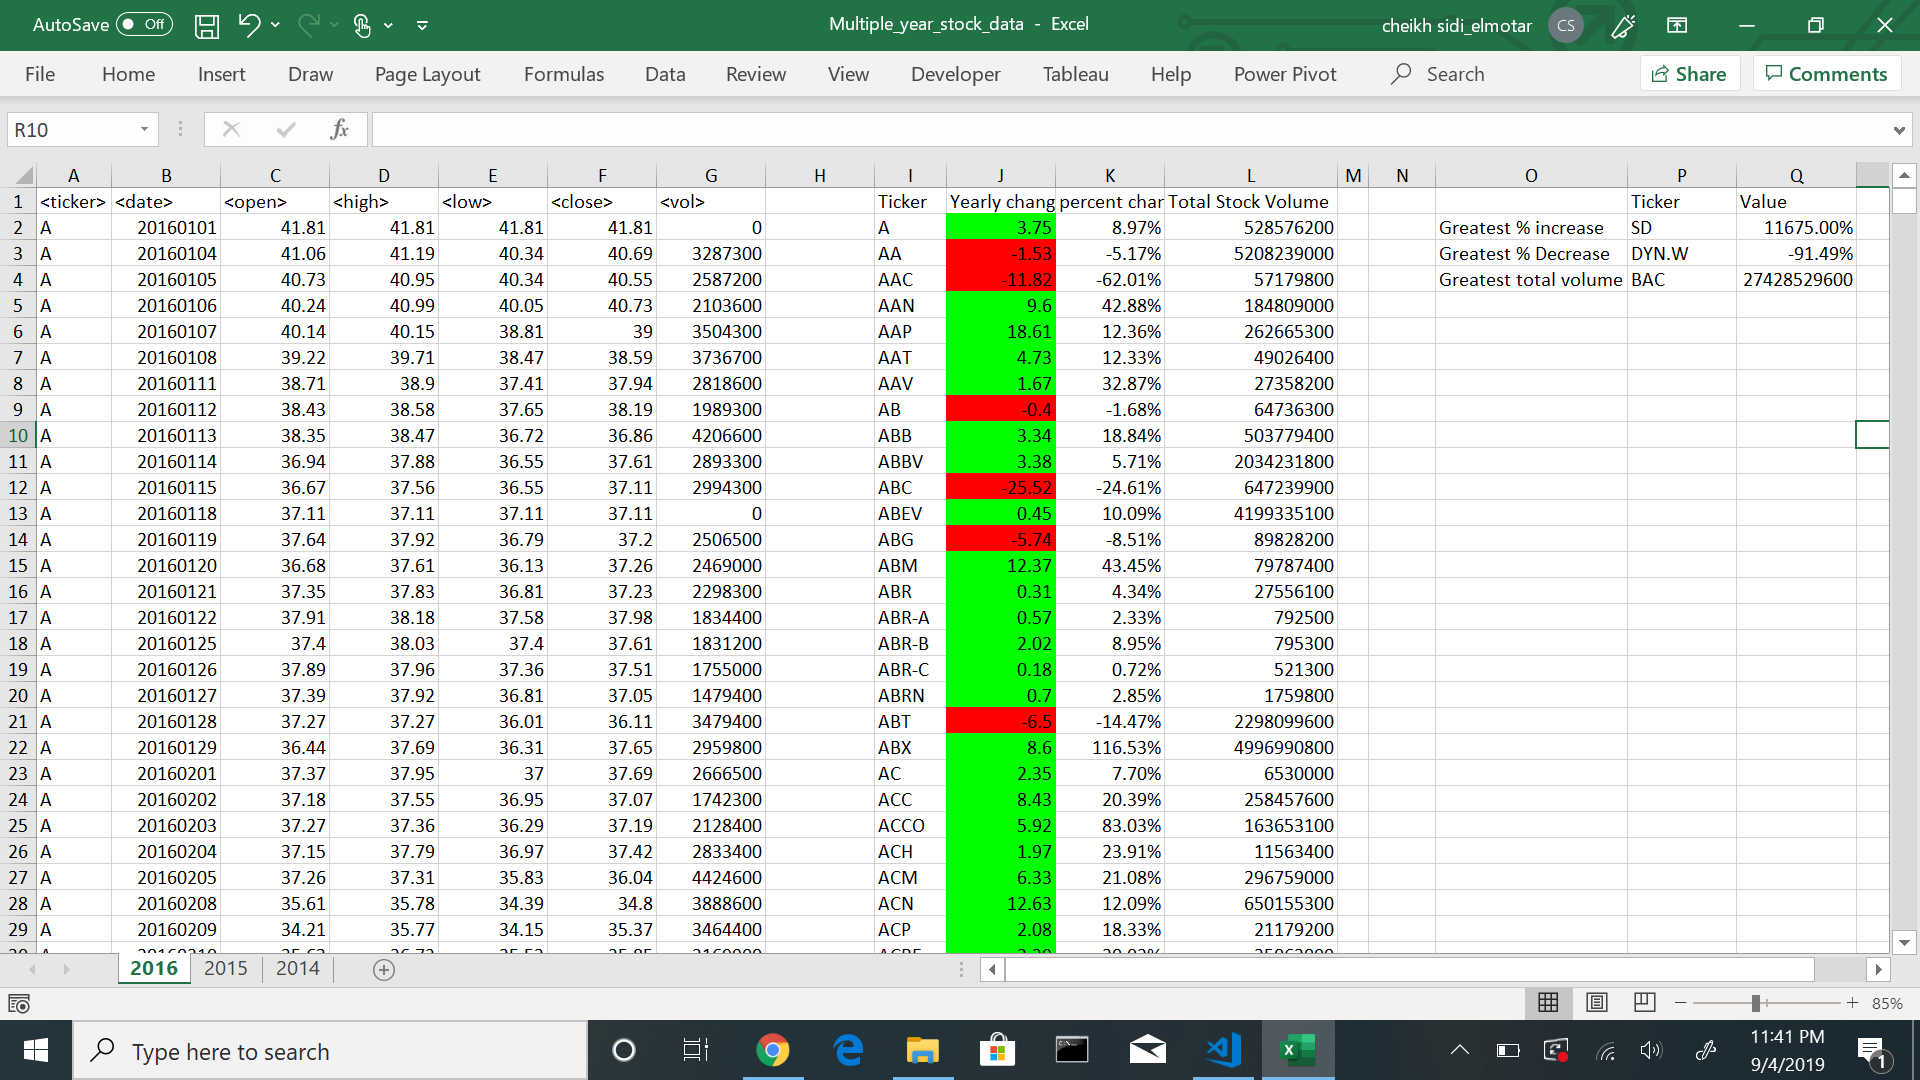 AutoSave Off Multiple_year_stock_data - Excel cheikh sidi_elmotar CS
File Home Insert Draw Page Layout Formulas Data Review View Developer Tableau Help Power Pivot Search Share Comments
R10 fx
A B C D E F G H I J K L M N O P Q
1 <ticker> <date> <open> <high> <low> <close> <vol> Ticker Yearly chang percent char Total Stock Volume Ticker Value
2 A 20160101 41.81 41.81 41.81 41.81 0 A 3.75 8.97% 528576200 Greatest % increase SD 11675.00%
3 A 20160104 41.06 41.19 40.34 40.69 3287300 AA -1.53 -5.17% 5208239000 Greatest % Decrease DYN.W -91.49%
4 A 20160105 40.73 40.95 40.34 40.55 2587200 AAC -11.82 -62.01% 57179800 Greatest total volume BAC 27428529600
5 A 20160106 40.24 40.99 40.05 40.73 2103600 AAN 9.6 42.88% 184809000
6 A 20160107 40.14 40.15 38.81 39 3504300 AAP 18.61 12.36% 262665300
7 A 20160108 39.22 39.71 38.47 38.59 3736700 AAT 4.73 12.33% 49026400
8 A 20160111 38.71 38.9 37.41 37.94 2818600 AAV 1.67 32.87% 27358200
9 A 20160112 38.43 38.58 37.65 38.19 1989300 AB -0.4 -1.68% 64736300
10 A 20160113 38.35 38.47 36.72 36.86 4206600 ABB 3.34 18.84% 503779400
11 A 20160114 36.94 37.88 36.55 37.61 2893300 ABBV 3.38 5.71% 2034231800
12 A 20160115 36.67 37.56 36.55 37.11 2994300 ABC -25.52 -24.61% 647239900
13 A 20160118 37.11 37.11 37.11 37.11 0 ABEV 0.45 10.09% 4199335100
14 A 20160119 37.64 37.92 36.79 37.2 2506500 ABG -5.74 -8.51% 89828200
15 A 20160120 36.68 37.61 36.13 37.26 2469000 ABM 12.37 43.45% 79787400
16 A 20160121 37.35 37.83 36.81 37.23 2298300 ABR 0.31 4.34% 27556100
17 A 20160122 37.91 38.18 37.58 37.98 1834400 ABR-A 0.57 2.33% 792500
18 A 20160125 37.4 38.03 37.4 37.61 1831200 ABR-B 2.02 8.95% 795300
19 A 20160126 37.89 37.96 37.36 37.51 1755000 ABR-C 0.18 0.72% 521300
20 A 20160127 37.39 37.92 36.81 37.05 1479400 ABRN 0.7 2.85% 1759800
21 A 20160128 37.27 37.27 36.01 36.11 3479400 ABT -6.5 -14.47% 2298099600
22 A 20160129 36.44 37.69 36.31 37.65 2959800 ABX 8.6 116.53% 4996990800
23 A 20160201 37.37 37.95 37 37.69 2666500 AC 2.35 7.70% 6530000
24 A 20160202 37.18 37.55 36.95 37.07 1742300 ACC 8.43 20.39% 258457600
25 A 20160203 37.27 37.36 36.29 37.19 2128400 ACCO 5.92 83.03% 163653100
26 A 20160204 37.15 37.79 36.97 37.42 2833400 ACH 1.97 23.91% 11563400
27 A 20160205 37.26 37.31 35.83 36.04 4424600 ACM 6.33 21.08% 296759000
28 A 20160208 35.61 35.78 34.39 34.8 3888600 ACN 12.63 12.09% 650155300
29 A 20160209 34.21 35.77 34.15 35.37 3464400 ACP 2.08 18.33% 21179200
2016 2015 2014
85%
Type here to search 11:41 PM
9/4/2019 1